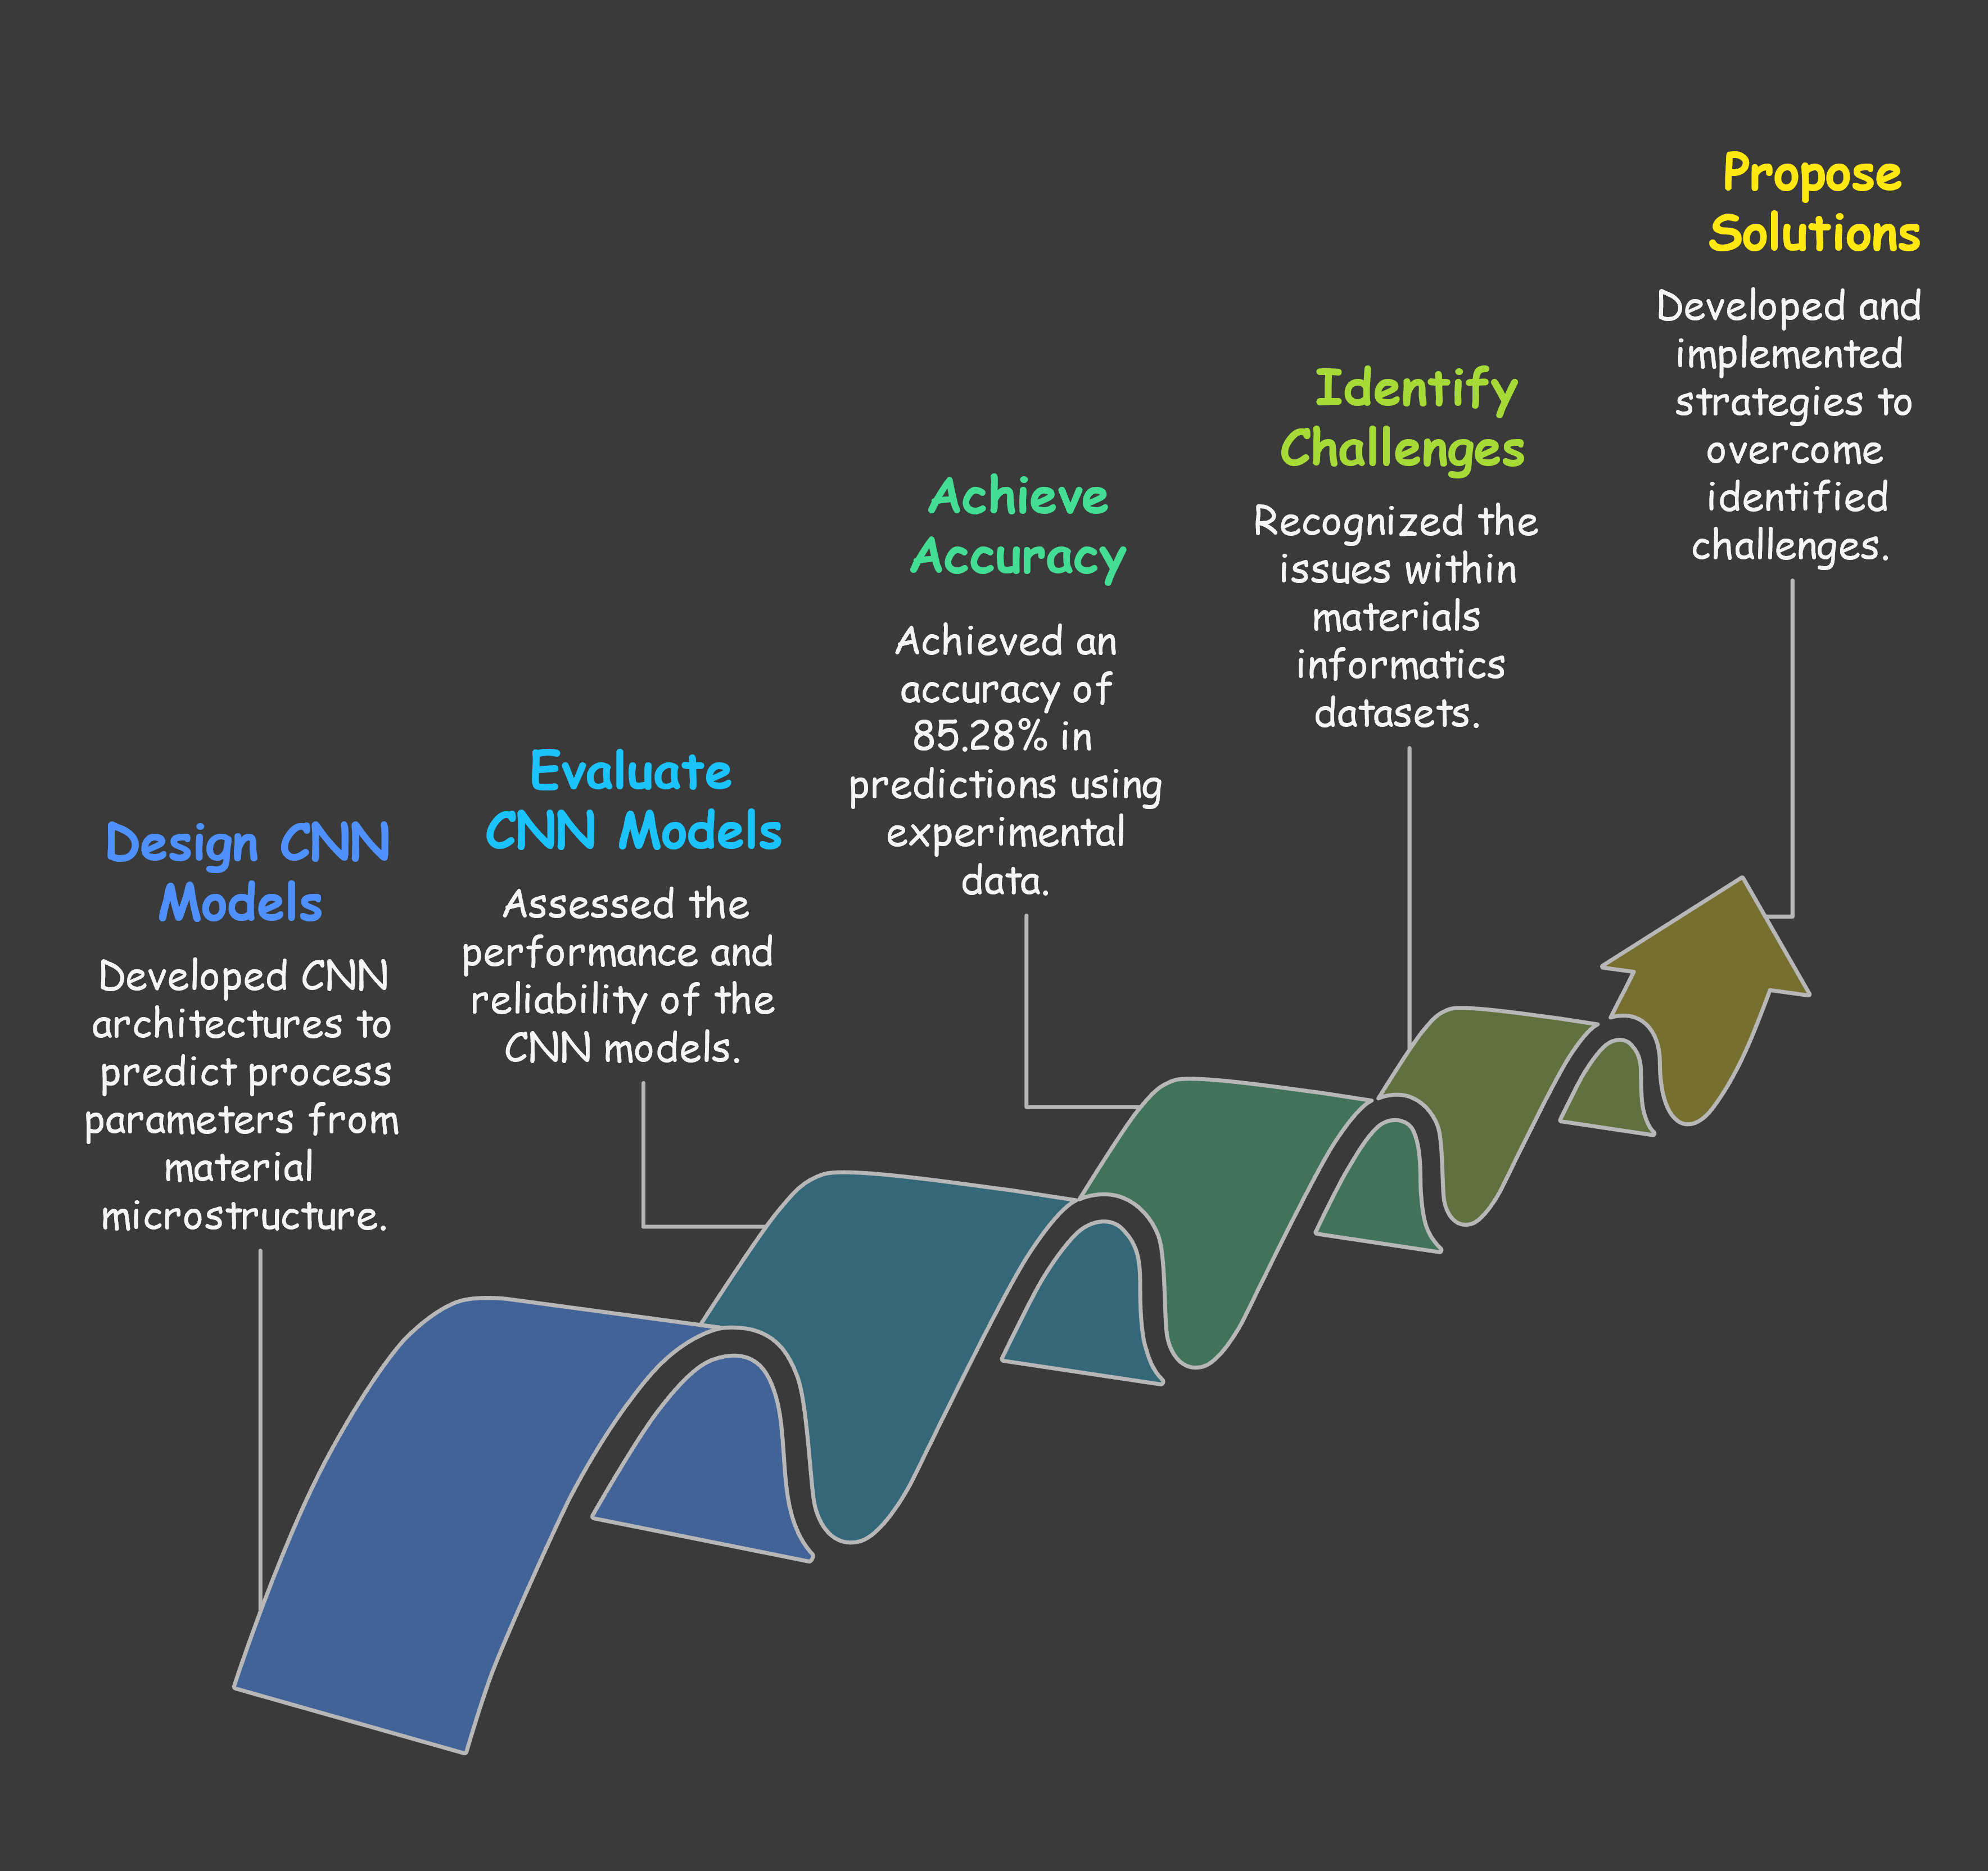 Design CNN
Models
Developed CNN
architectures to
predict process
parameters from
material
microstructure.
Evaluate
CNN Models
Assessed the
performance and
reliability of the
CNN models.
Achieve
Accuracy
Achieved an
accuracy of
85.28% in
predictions using
experimental
data.
Identify
Challenges
Recognized the
issues within
materials
informatics
datasets.
Propose
Solutions
Developed and
implemented
strategies to
overcome
identified
challenges.